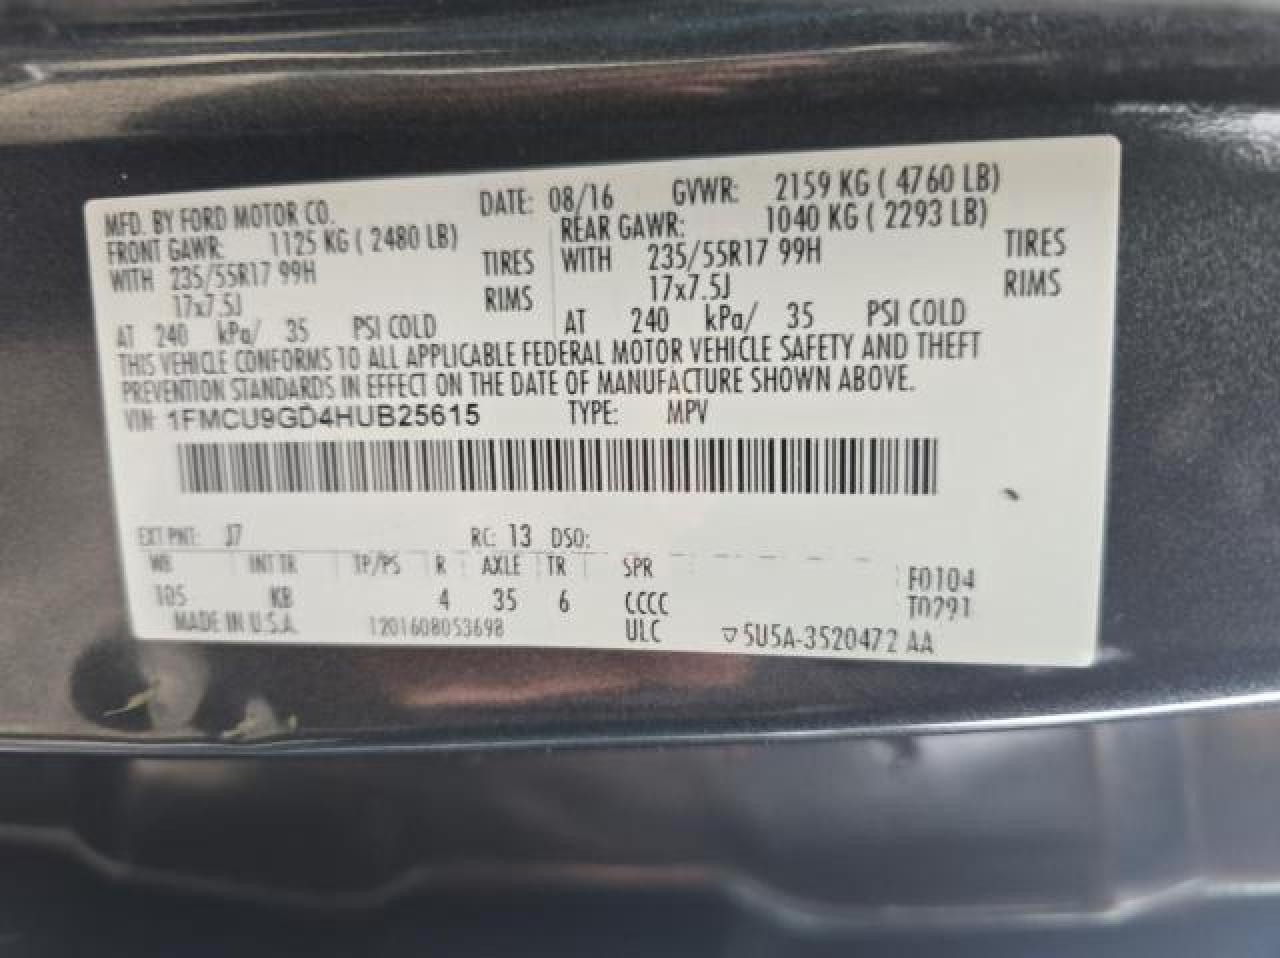 MFD. BY FORD MOTOR CO. DATE: 08/16 GVWR: 2159 KG ( 4760 LB)
FRONT GAWR: 1125 KG ( 2480 LB) REAR GAWR: 1040 KG ( 2293 LB)
WITH 235/55R17 99H TIRES WITH 235/55R17 99H TIRES
17x7.5J RIMS 17x7.5J RIMS
AT 240 kPa/ 35 PSI COLD AT 240 kPa/ 35 PSI COLD
THIS VEHICLE CONFORMS TO ALL APPLICABLE FEDERAL MOTOR VEHICLE SAFETY AND THEFT
PREVENTION STANDARDS IN EFFECT ON THE DATE OF MANUFACTURE SHOWN ABOVE.
VIN: 1FMCU9GD4HUB25615 TYPE: MPV
EXT PNT: J7 RC: 13 DSO:
WB INT TR TP/PS R AXLE TR SPR F0104
105 KB 4 35 6 CCCC T0291
MADE IN U.S.A. 1201608053698 ULC ▽5U5A-3520472 AA